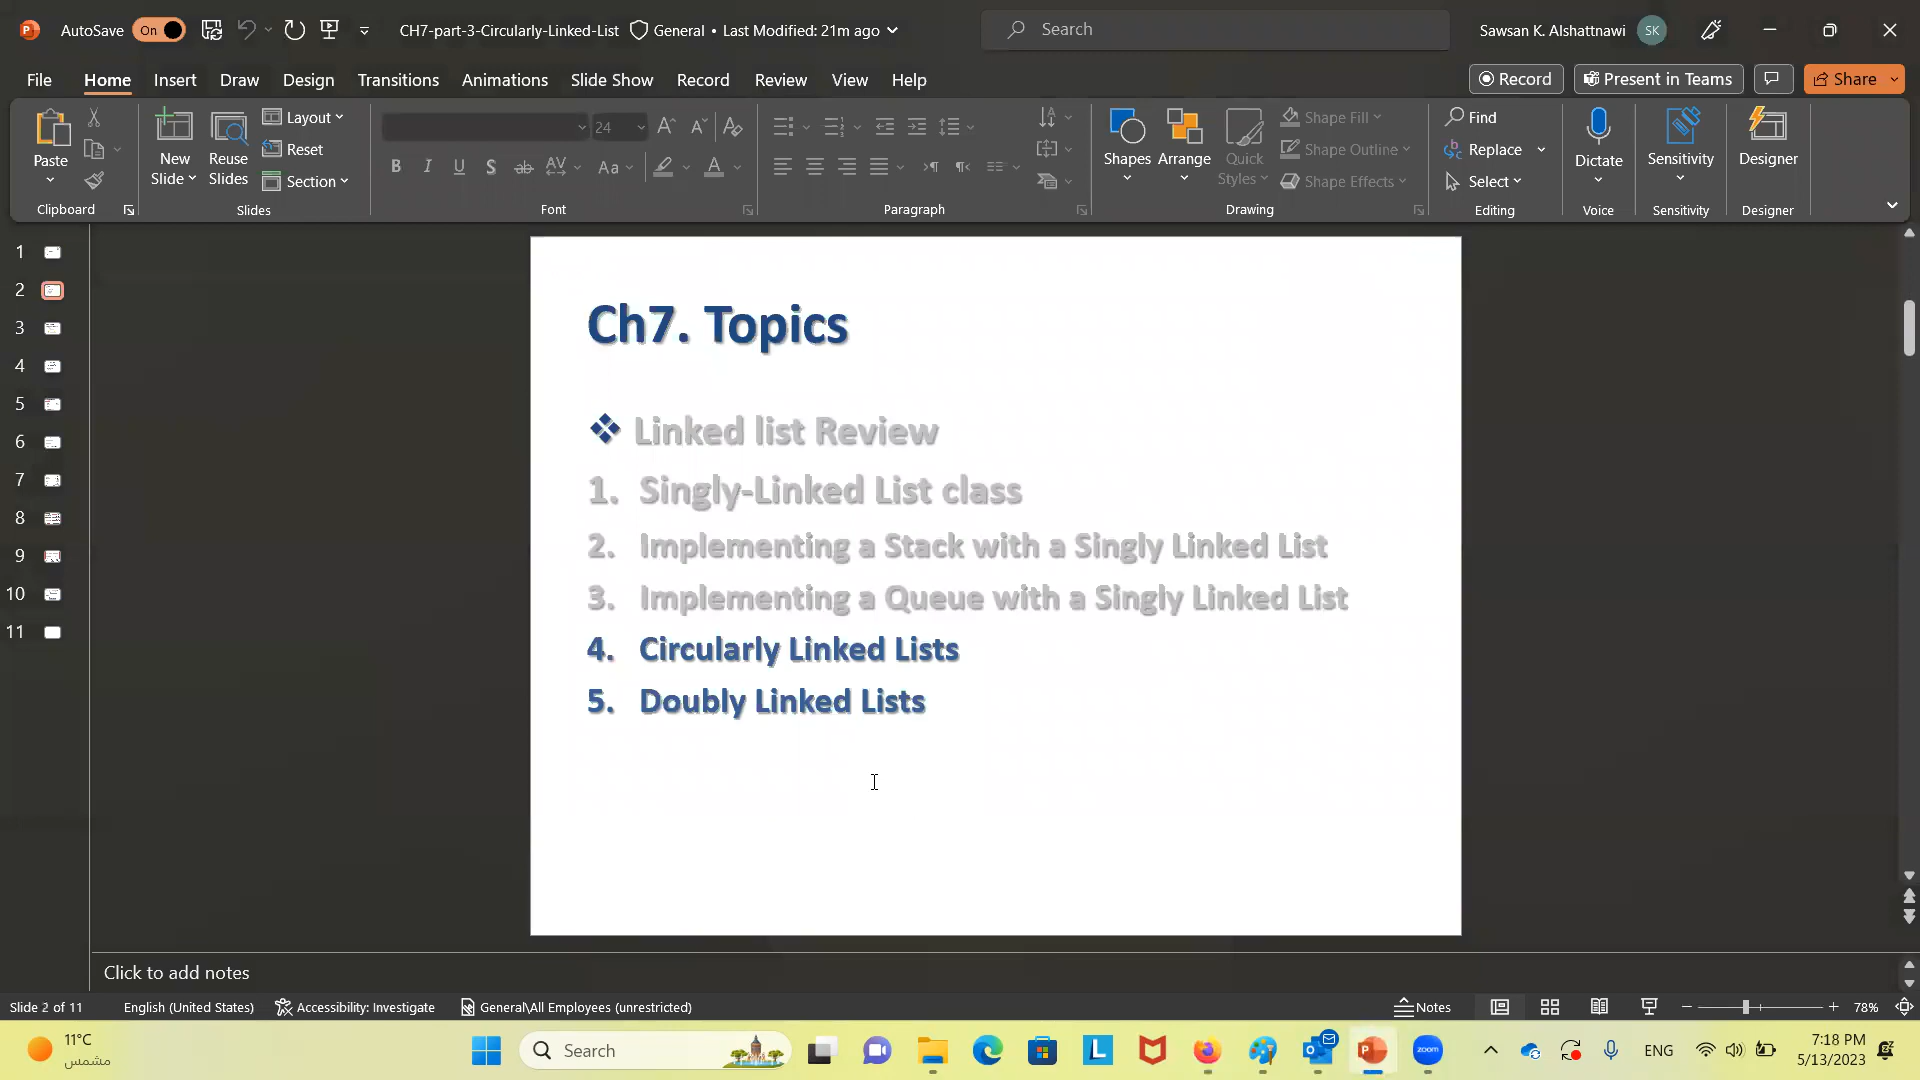 AutoSave On CH7-part-3-Circularly-Linked-List General • Last Modified: 21m ago Search Sawsan K. Alshattnawi SK
File Home Insert Draw Design Transitions Animations Slide Show Record Review View Help Record Present in Teams Share
Paste
New Slide
Reuse Slides
Layout
Reset
Section
24
B I U S ab AV Aa A
Shapes
Arrange
Quick Styles
Shape Fill
Shape Outline
Shape Effects
Find
Replace
Select
Dictate
Sensitivity
Designer
Clipboard Slides Font Paragraph Drawing Editing Voice Sensitivity Designer
1
2
3
4
5
6
7
8
9
10
11
Ch7. Topics
❖ Linked list Review
1. Singly-Linked List class
2. Implementing a Stack with a Singly Linked List
3. Implementing a Queue with a Singly Linked List
4. Circularly Linked Lists
5. Doubly Linked Lists
Click to add notes
Slide 2 of 11 English (United States) Accessibility: Investigate General\All Employees (unrestricted) Notes 78%
11°C
مشمس
Search
zoom
ENG
7:18 PM
5/13/2023